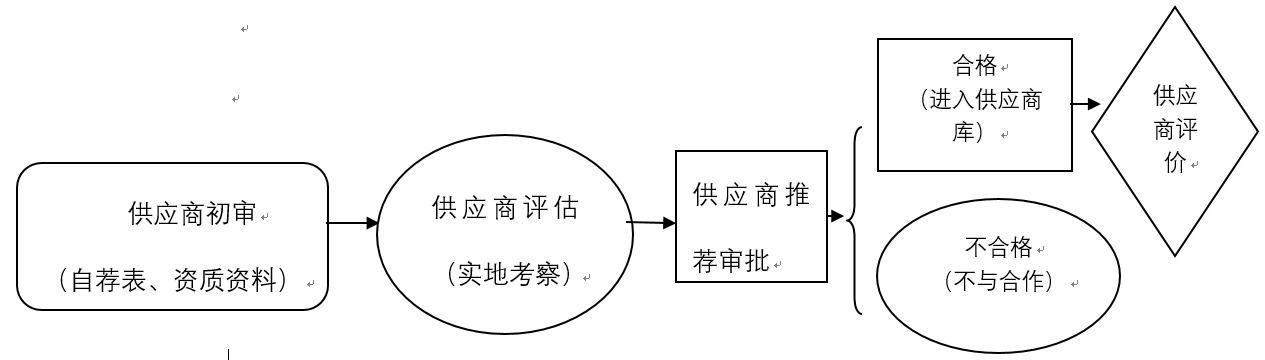 供应商初审
（自荐表、资质资料）
供应商评估
（实地考察）
供应商推
荐审批
合格
（进入供应商
库）
不合格
（不与合作）
供应
商评
价